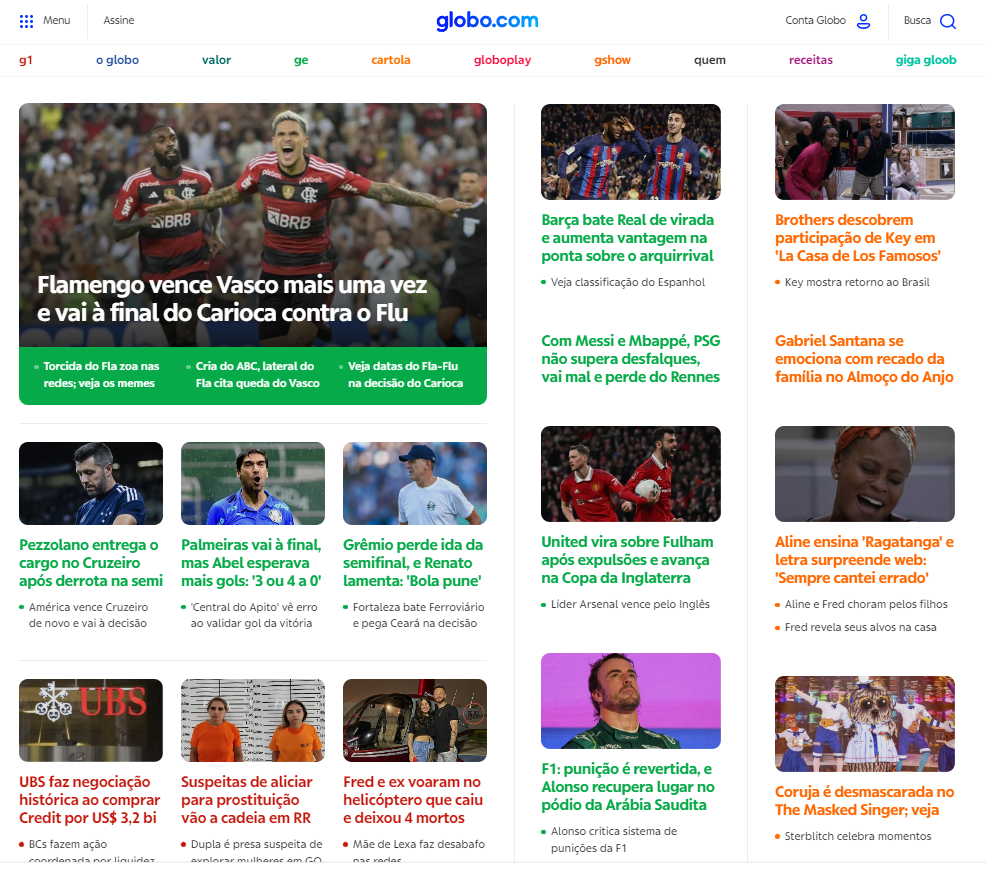 Menu
Assine
globo.com
Conta Globo
Busca
g1
o globo
valor
ge
cartola
globoplay
gshow
quem
receitas
giga gloob
Flamengo vence Vasco mais uma vez
e vai à final do Carioca contra o Flu
Torcida do Fla zoa nas
redes; veja os memes
Cria do ABC, lateral do
Fla cita queda do Vasco
Veja datas do Fla-Flu
na decisão do Carioca
Pezzolano entrega o
cargo no Cruzeiro
após derrota na semi
América vence Cruzeiro
de novo e vai à decisão
Palmeiras vai à final,
mas Abel esperava
mais gols: '3 ou 4 a 0'
'Central do Apito' vê erro
ao validar gol da vitória
Grêmio perde ida da
semifinal, e Renato
lamenta: 'Bola pune'
Fortaleza bate Ferroviário
e pega Ceará na decisão
UBS
UBS faz negociação
histórica ao comprar
Credit por US$ 3,2 bi
BCs fazem ação
coordenada por liquidez
Suspeitas de aliciar
para prostituição
vão a cadeia em RR
Dupla é presa suspeita de
explorar mulheres em GO
Fred e ex voaram no
helicóptero que caiu
e deixou 4 mortos
Mãe de Lexa faz desabafo
nas redes
Barça bate Real de virada
e aumenta vantagem na
ponta sobre o arquirrival
Veja classificação do Espanhol
Com Messi e Mbappé, PSG
não supera desfalques,
vai mal e perde do Rennes
United vira sobre Fulham
após expulsões e avança
na Copa da Inglaterra
Líder Arsenal vence pelo Inglês
F1: punição é revertida, e
Alonso recupera lugar no
pódio da Arábia Saudita
Alonso critica sistema de
punições da F1
Brothers descobrem
participação de Key em
'La Casa de Los Famosos'
Key mostra retorno ao Brasil
Gabriel Santana se
emociona com recado da
família no Almoço do Anjo
Aline ensina 'Ragatanga' e
letra surpreende web:
'Sempre cantei errado'
Aline e Fred choram pelos filhos
Fred revela seus alvos na casa
Coruja é desmascarada no
The Masked Singer; veja
Sterblitch celebra momentos